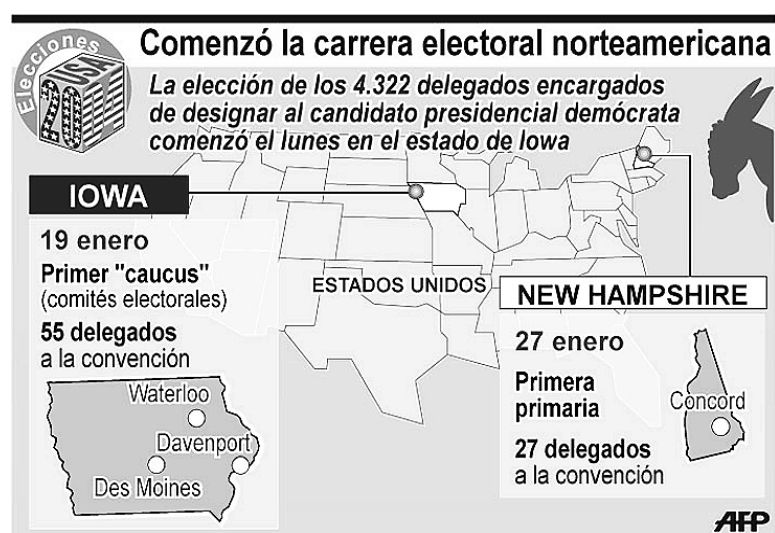 Elecciones
USA
20
Comenzó la carrera electoral norteamericana
La elección de los 4.322 delegados encargados
de designar al candidato presidencial demócrata
comenzó el lunes en el estado de Iowa
IOWA
19 enero
Primer "caucus"
(comités electorales)
55 delegados
a la convención
Waterloo
Davenport
Des Moines
ESTADOS UNIDOS
NEW HAMPSHIRE
27 enero
Primera
primaria
27 delegados
a la convención
Concord
AFP